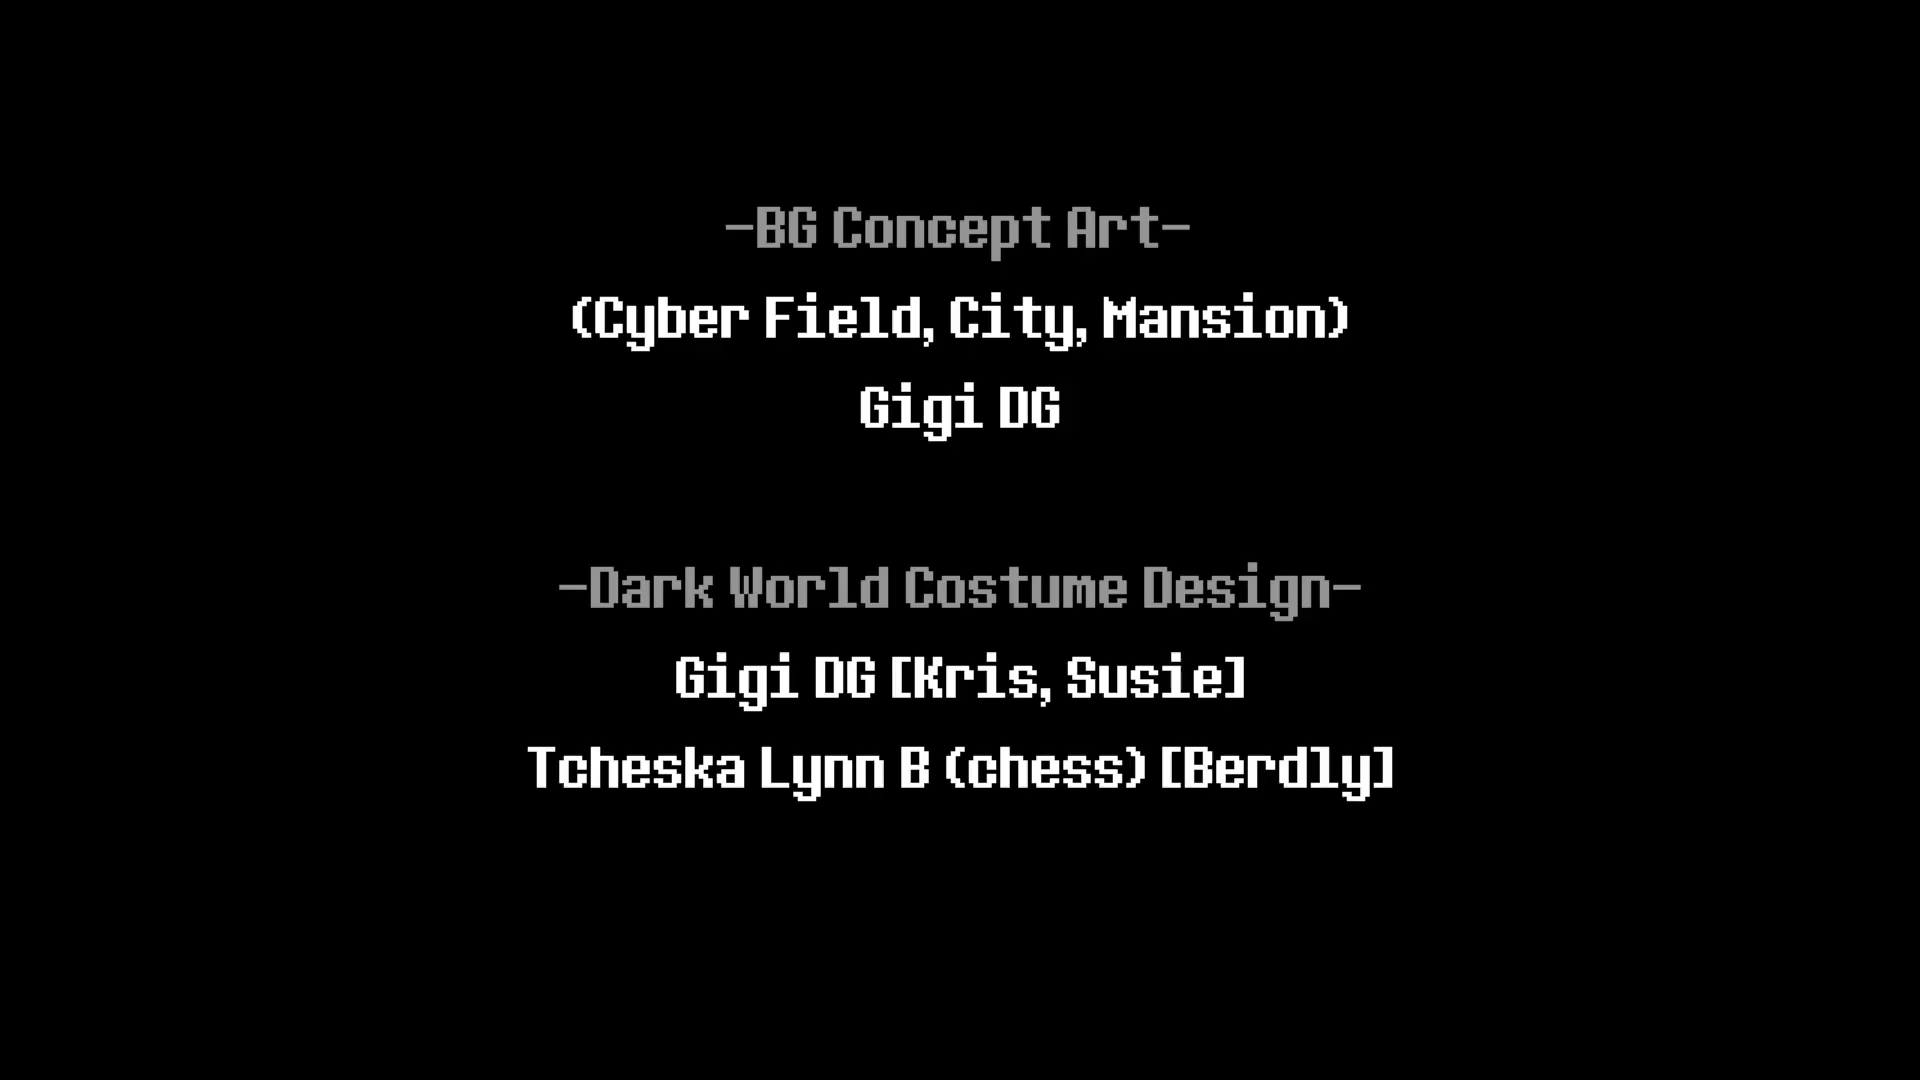 -BG Concept Art-
(Cyber Field, City, Mansion)
Gigi DG
-Dark World Costume Design-
Gigi DG [Kris, Susie]
Tcheska Lynn B (chess) [Berdly]